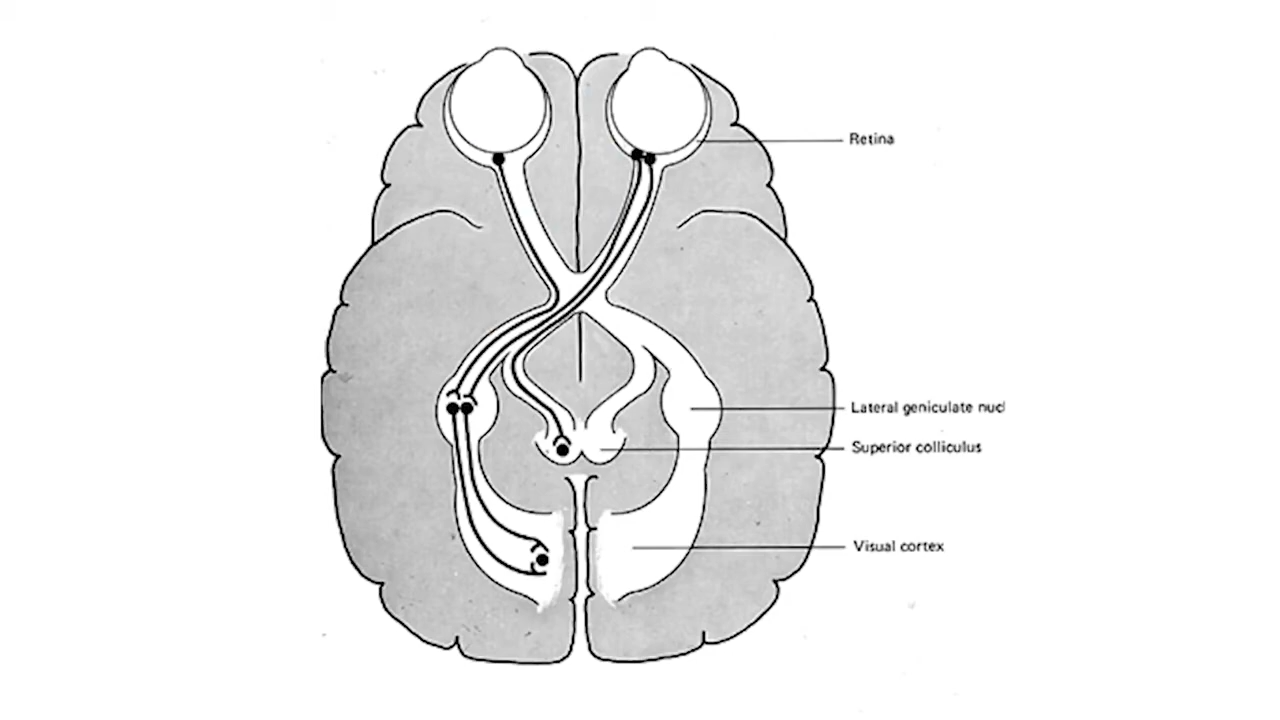 Retina
Lateral geniculate nucl
Superior colliculus
Visual cortex